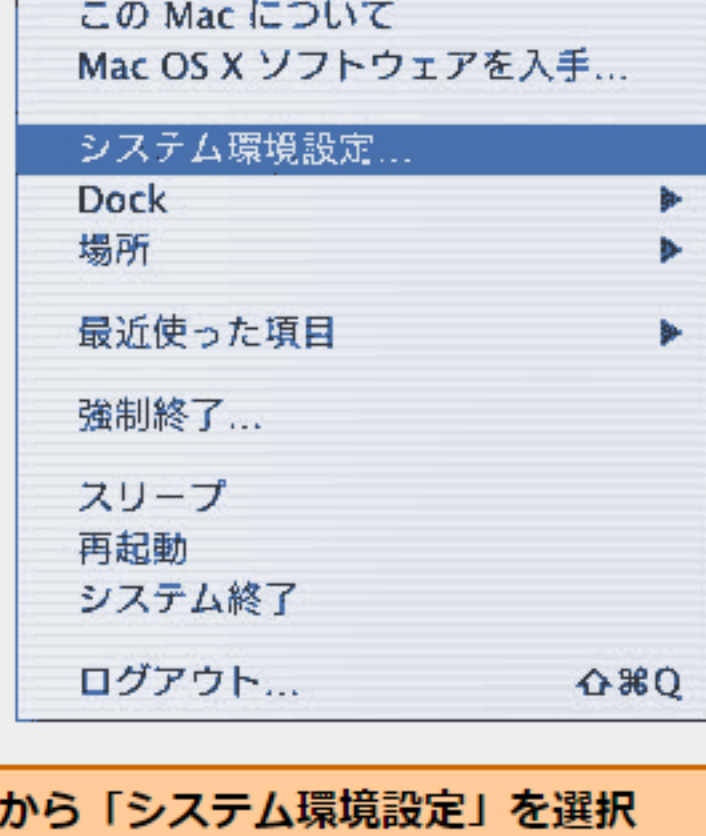 この Mac について
Mac OS X ソフトウェアを入手...
システム環境設定...
Dock
場所
最近使った項目
強制終了...
スリープ
再起動
システム終了
ログアウト... ⇧⌘Q
から「システム環境設定」を選択